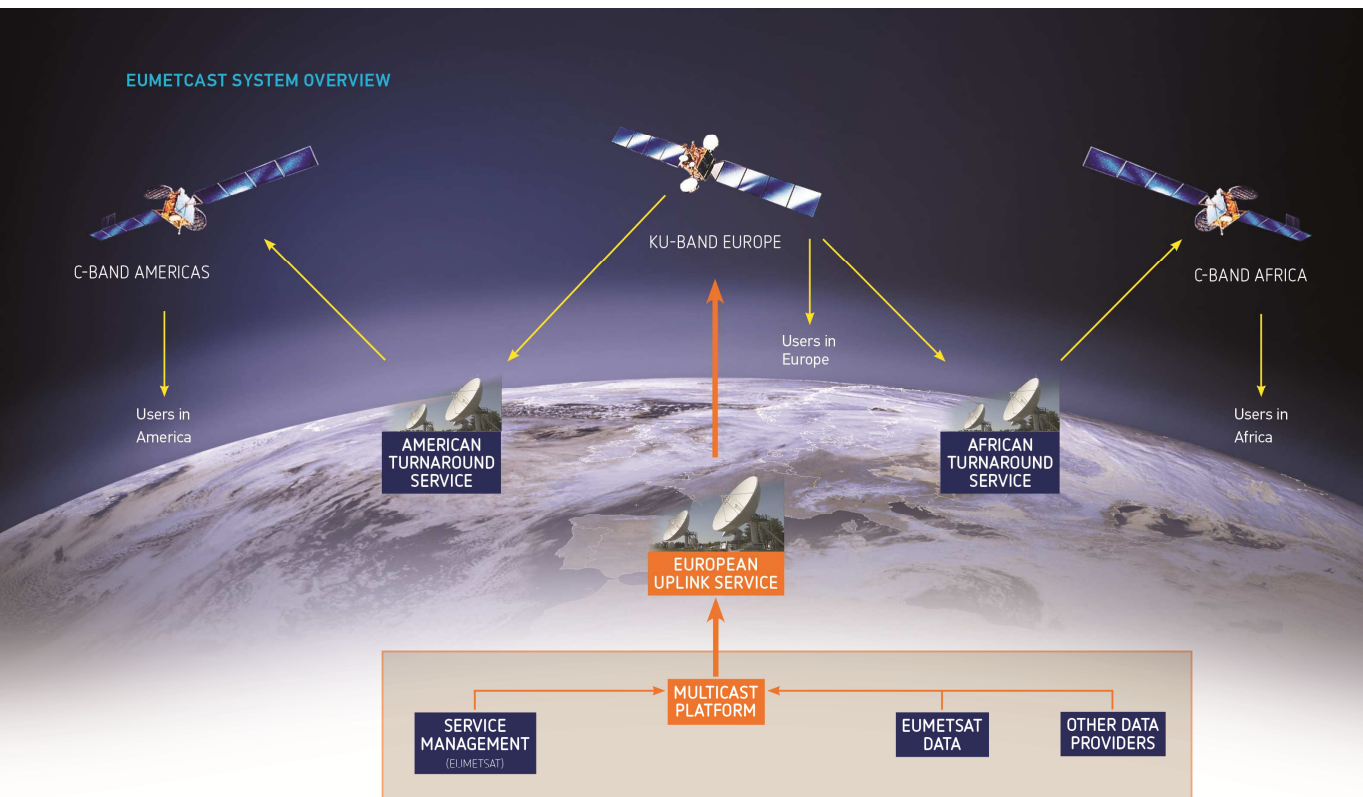 EUMETCAST SYSTEM OVERVIEW
KU-BAND EUROPE
C-BAND AMERICAS
C-BAND AFRICA
Users in
Europe
Users in
America
Users in
Africa
AMERICAN
TURNAROUND
SERVICE
AFRICAN
TURNAROUND
SERVICE
EUROPEAN
UPLINK SERVICE
MULTICAST
PLATFORM
SERVICE
MANAGEMENT
(EUMETSAT)
EUMETSAT
DATA
OTHER DATA
PROVIDERS